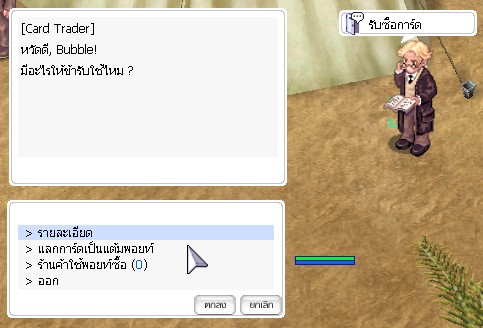 [Card Trader]
หวัดดี, Bubble!
มีอะไรให้ข้ารับใช้ไหม ?
รับซื้อการ์ด
> รายละเอียด
> แลกการ์ดเป็นแต้มพอยท์
> ร้านค้าใช้พอยท์ซื้อ (0)
> ออก
ตกลง ยกเลิก